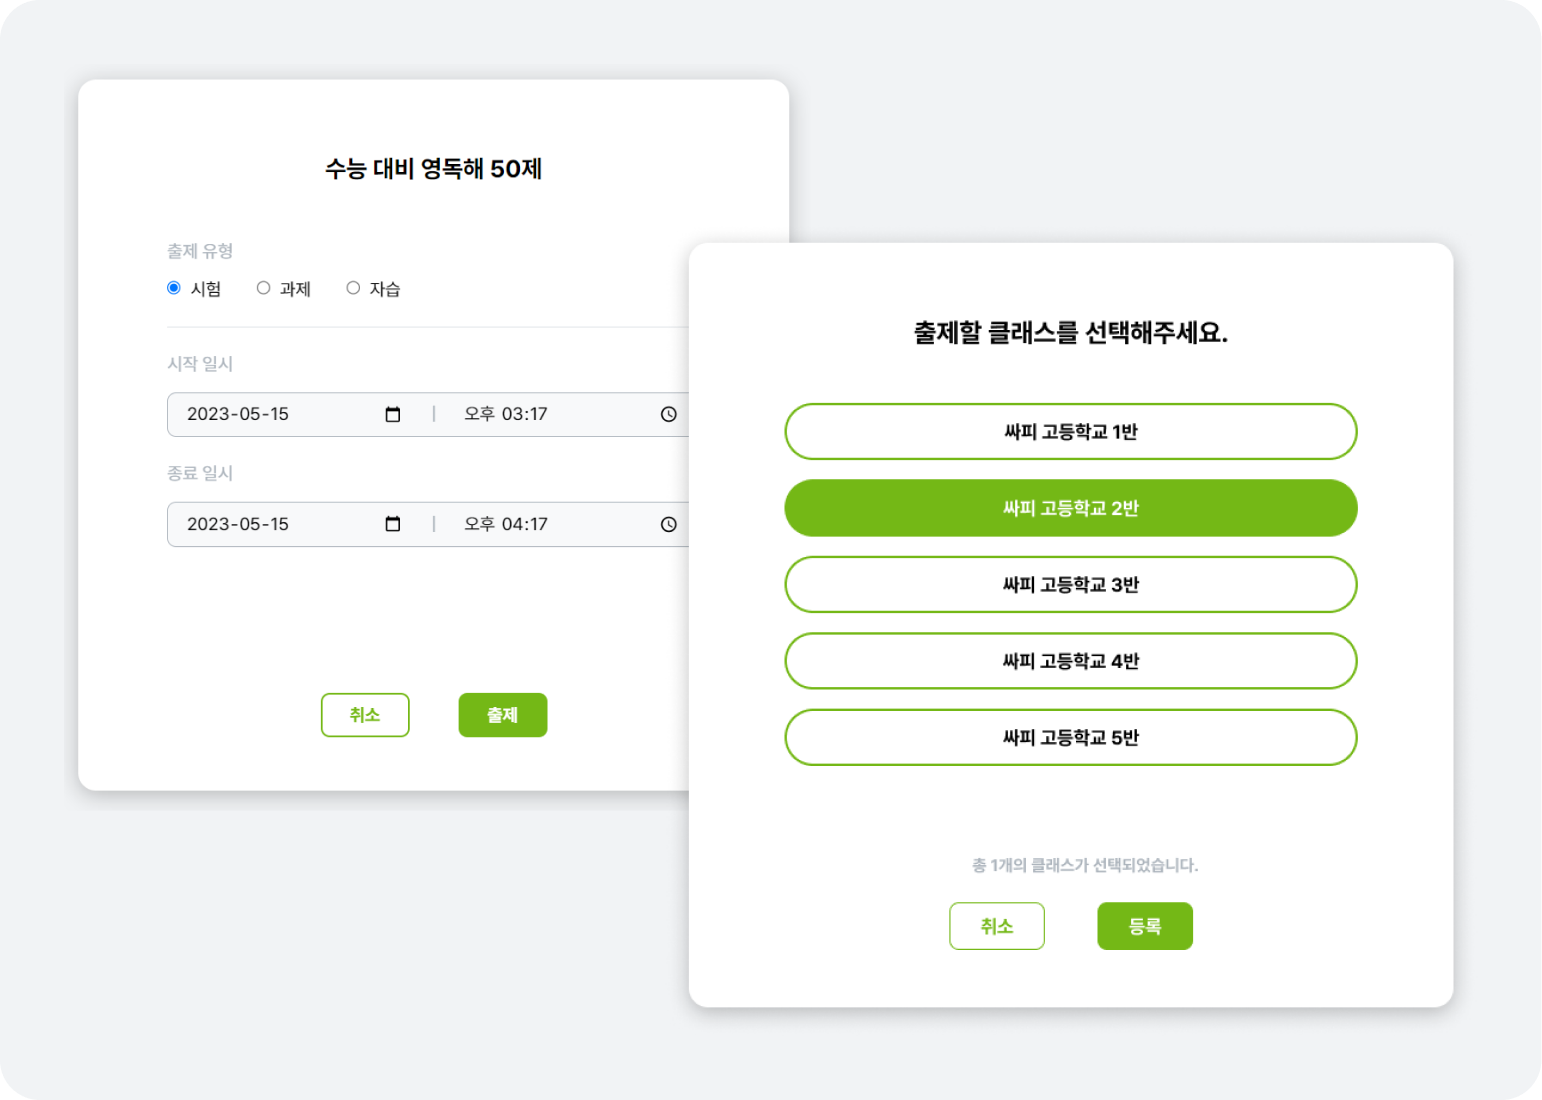 수능 대비 영독해 50제
출제 유형
시험 과제 자습
시작 일시
2023-05-15 | 오후 03:17
종료 일시
2023-05-15 | 오후 04:17
취소 출제
출제할 클래스를 선택해주세요.
싸피 고등학교 1반
싸피 고등학교 2반
싸피 고등학교 3반
싸피 고등학교 4반
싸피 고등학교 5반
총 1개의 클래스가 선택되었습니다.
취소 등록